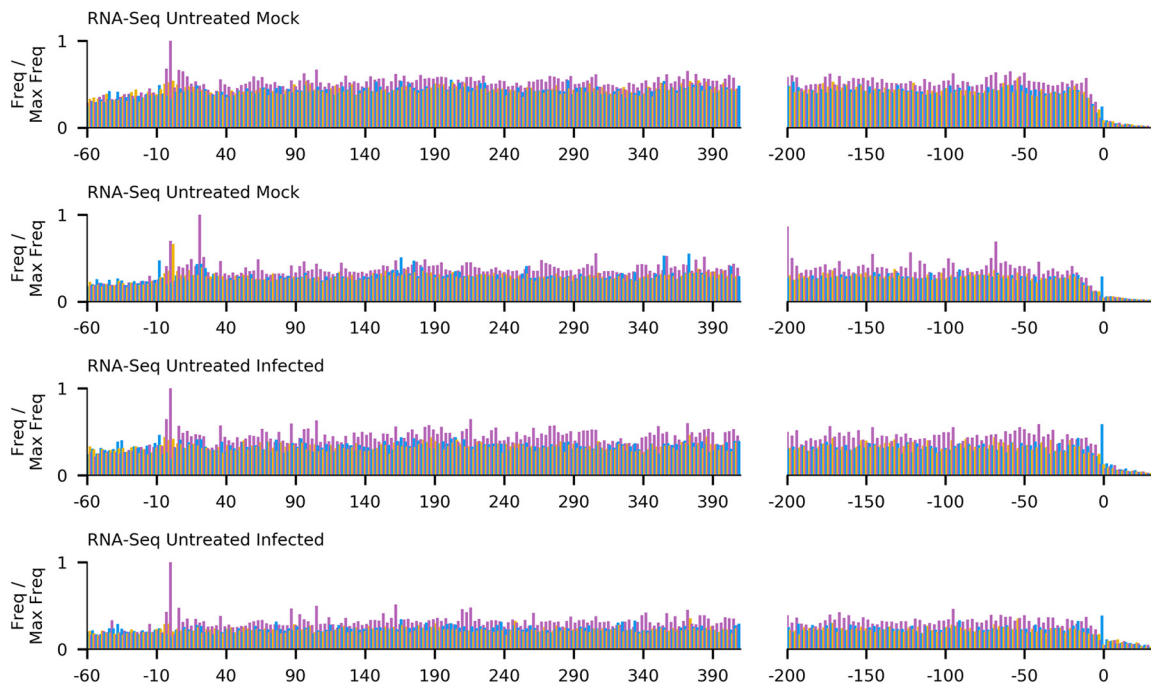 RNA-Seq Untreated Mock
Freq /
Max Freq
1
0
-60 -10 40 90 140 190 240 290 340 390 -200 -150 -100 -50 0
RNA-Seq Untreated Mock
Freq /
Max Freq
1
0
-60 -10 40 90 140 190 240 290 340 390 -200 -150 -100 -50 0
RNA-Seq Untreated Infected
Freq /
Max Freq
1
0
-60 -10 40 90 140 190 240 290 340 390 -200 -150 -100 -50 0
RNA-Seq Untreated Infected
Freq /
Max Freq
1
0
-60 -10 40 90 140 190 240 290 340 390 -200 -150 -100 -50 0